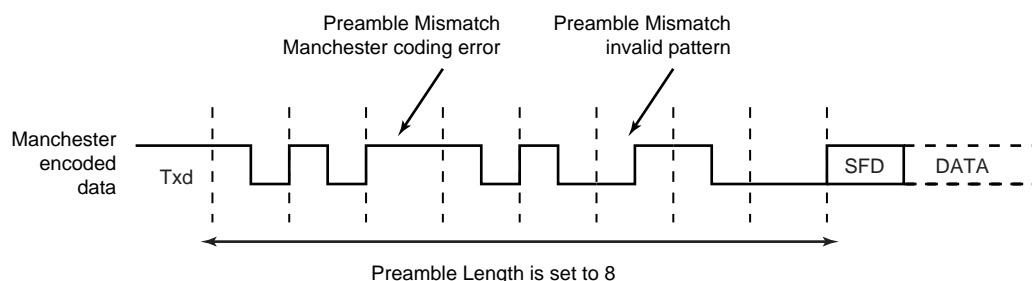 Preamble Mismatch
Manchester coding error
Preamble Mismatch
invalid pattern
Manchester
encoded
data
Txd
SFD
DATA
Preamble Length is set to 8